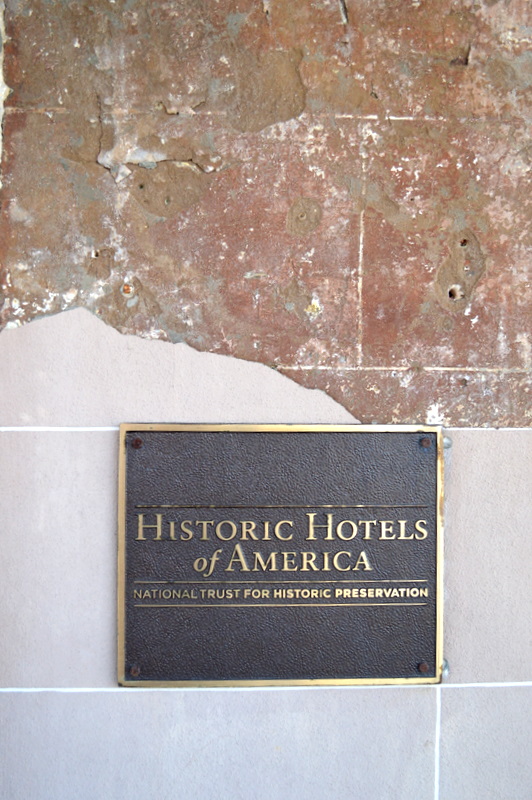 HISTORIC HOTELS
of AMERICA
NATIONAL TRUST FOR HISTORIC PRESERVATION